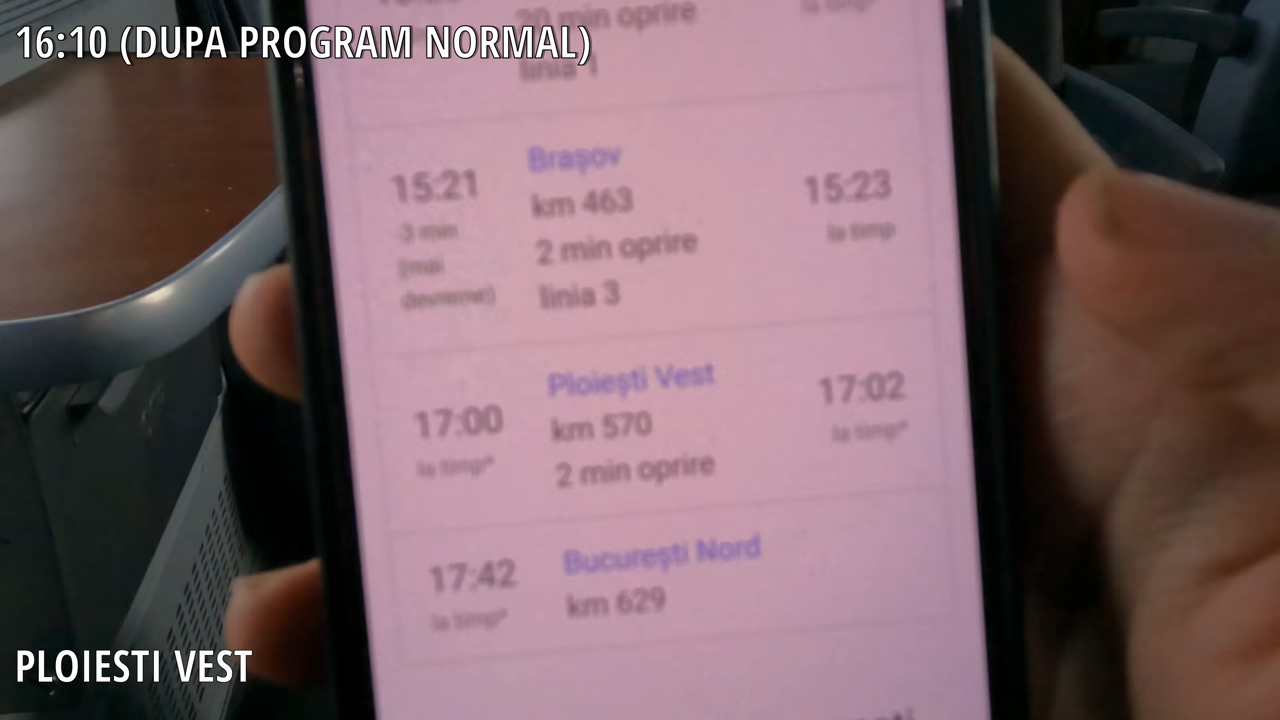 16:10 (DUPA PROGRAM NORMAL)
20 min oprire
la timp*
linia 1
15:21
-3 min
(mai
devreme)
Brașov
km 463
2 min oprire
linia 3
15:23
la timp
17:00
la timp*
Ploiești Vest
km 570
2 min oprire
17:02
la timp*
17:42
la timp*
București Nord
km 629
PLOIESTI VEST